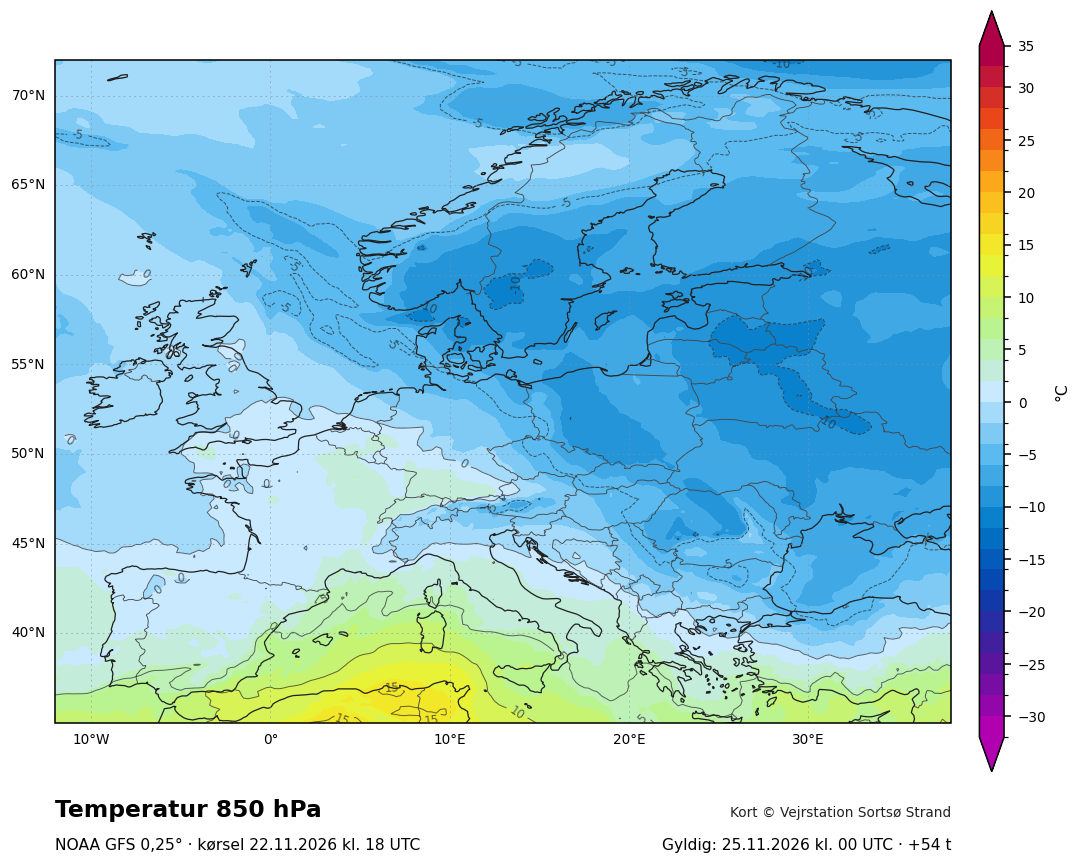 35
30
25
20
15
10
5
0
−5
−10
−15
−20
−25
−30
°C
70°N
65°N
60°N
55°N
50°N
45°N
40°N
10°W
0°
10°E
20°E
30°E
Temperatur 850 hPa
Kort © Vejrstation Sortsø Strand
NOAA GFS 0,25° · kørsel 22.11.2026 kl. 18 UTC
Gyldig: 25.11.2026 kl. 00 UTC · +54 t